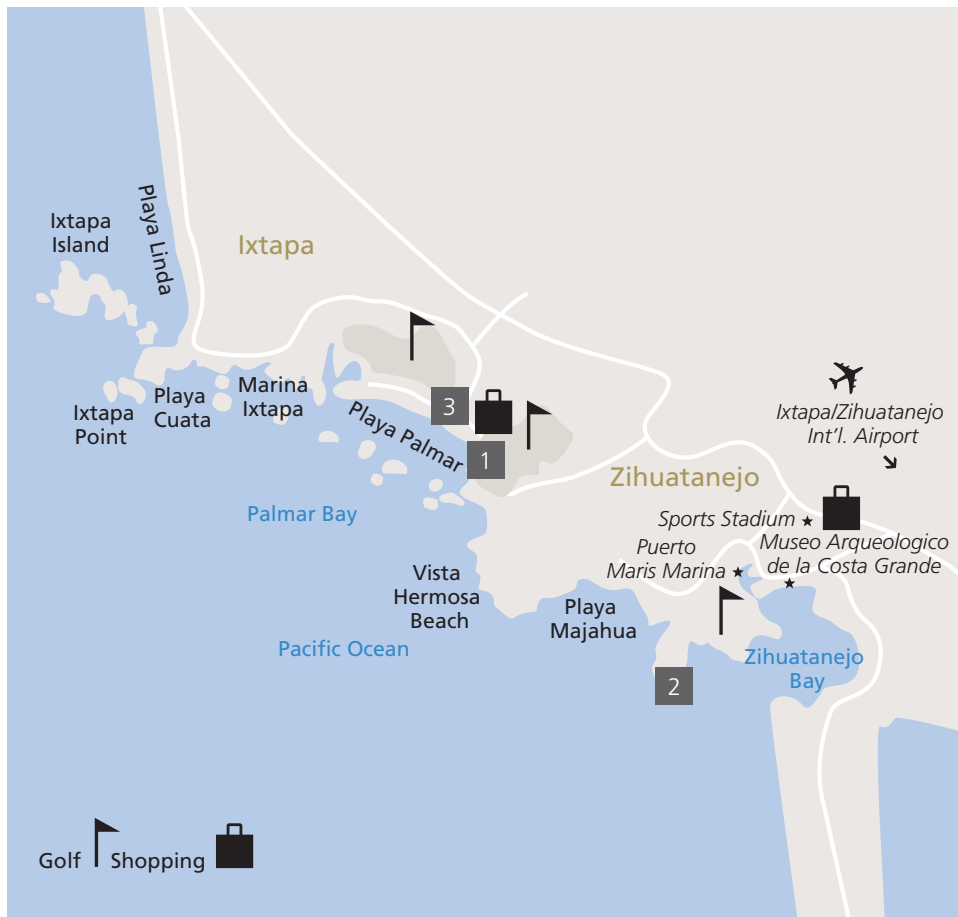 Playa Linda
Ixtapa
Island
Ixtapa
Ixtapa
Point
Playa
Cuata
Marina
Ixtapa
Playa Palmar
3
1
Ixtapa/Zihuatanejo
Int’l. Airport
Zihuatanejo
Palmar Bay
Sports Stadium
Puerto
Maris Marina
Museo Arqueologico
de la Costa Grande
Vista
Hermosa
Beach
Playa
Majahua
Pacific Ocean
Zihuatanejo
Bay
2
Golf
Shopping